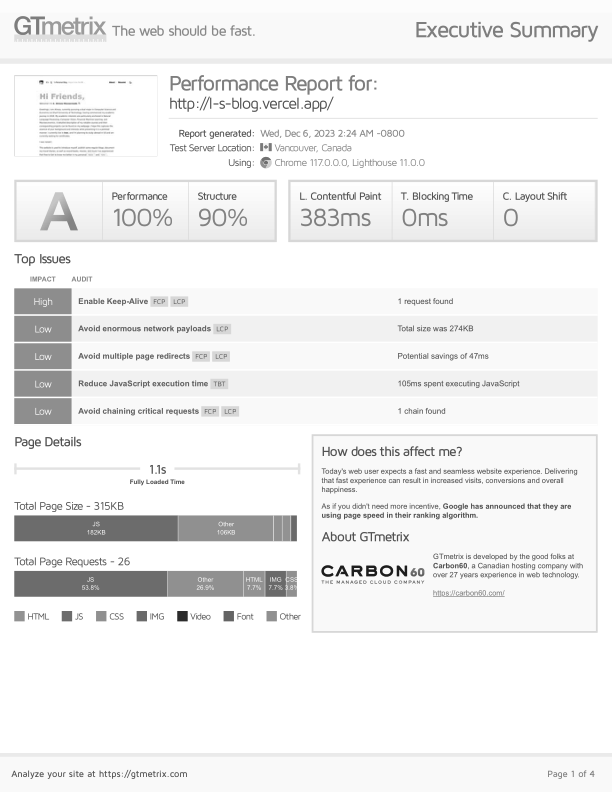 GTmetrix The web should be fast.
Executive Summary
Hi Friends,
Performance Report for:
http://l-s-blog.vercel.app/
Report generated: Wed, Dec 6, 2023 2:24 AM -0800
Test Server Location: Vancouver, Canada
Using: Chrome 117.0.0.0, Lighthouse 11.0.0
A
Performance
100%
Structure
90%
L. Contentful Paint
383ms
T. Blocking Time
0ms
C. Layout Shift
0
Top Issues
IMPACT AUDIT
High Enable Keep-Alive FCP LCP 1 request found
Low Avoid enormous network payloads LCP Total size was 274KB
Low Avoid multiple page redirects FCP LCP Potential savings of 47ms
Low Reduce JavaScript execution time TBT 105ms spent executing JavaScript
Low Avoid chaining critical requests FCP LCP 1 chain found
Page Details
1.1s
Fully Loaded Time
Total Page Size - 315KB
JS
182KB
Other
106KB
Total Page Requests - 26
JS
53.8%
Other
26.9%
HTML
7.7%
IMG
7.7%
CSS
3.8%
HTML JS CSS IMG Video Font Other
How does this affect me?
Today's web user expects a fast and seamless website experience. Delivering
that fast experience can result in increased visits, conversions and overall
happiness.
As if you didn't need more incentive, Google has announced that they are
using page speed in their ranking algorithm.
About GTmetrix
CARBON60
THE MANAGED CLOUD COMPANY
GTmetrix is developed by the good folks at
Carbon60, a Canadian hosting company with
over 27 years experience in web technology.
https://carbon60.com/
Analyze your site at https://gtmetrix.com
Page 1 of 4